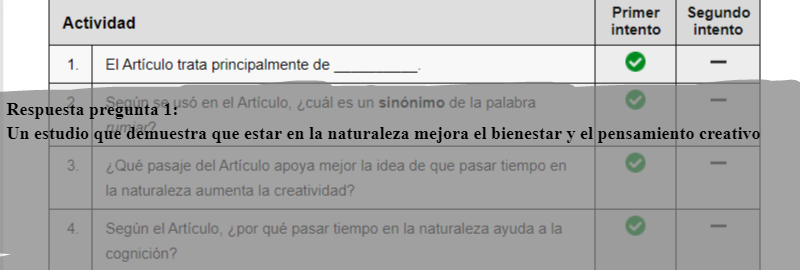 Actividad Primer intento Segundo intento
1. El Artículo trata principalmente de __________.
2. Según se usó en el Artículo, ¿cuál es un sinónimo de la palabra
rumiar?
Respuesta pregunta 1:
Un estudio que demuestra que estar en la naturaleza mejora el bienestar y el pensamiento creativo
3. ¿Qué pasaje del Artículo apoya mejor la idea de que pasar tiempo en
la naturaleza aumenta la creatividad?
4. Según el Artículo, ¿por qué pasar tiempo en la naturaleza ayuda a la
cognición?